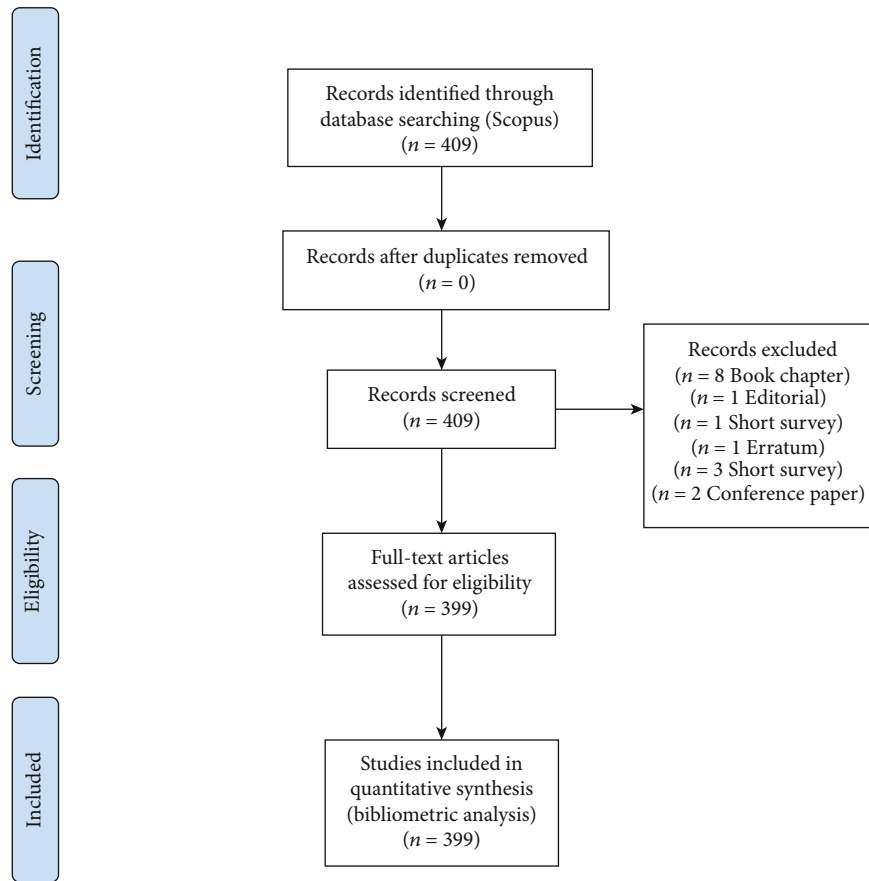 Identification
Records identified through
database searching (Scopus)
(n = 409)
Screening
Records after duplicates removed
(n = 0)
Records screened
(n = 409)
Records excluded
(n = 8 Book chapter)
(n = 1 Editorial)
(n = 1 Short survey)
(n = 1 Erratum)
(n = 3 Short survey)
(n = 2 Conference paper)
Eligibility
Full-text articles
assessed for eligibility
(n = 399)
Included
Studies included in
quantitative synthesis
(bibliometric analysis)
(n = 399)